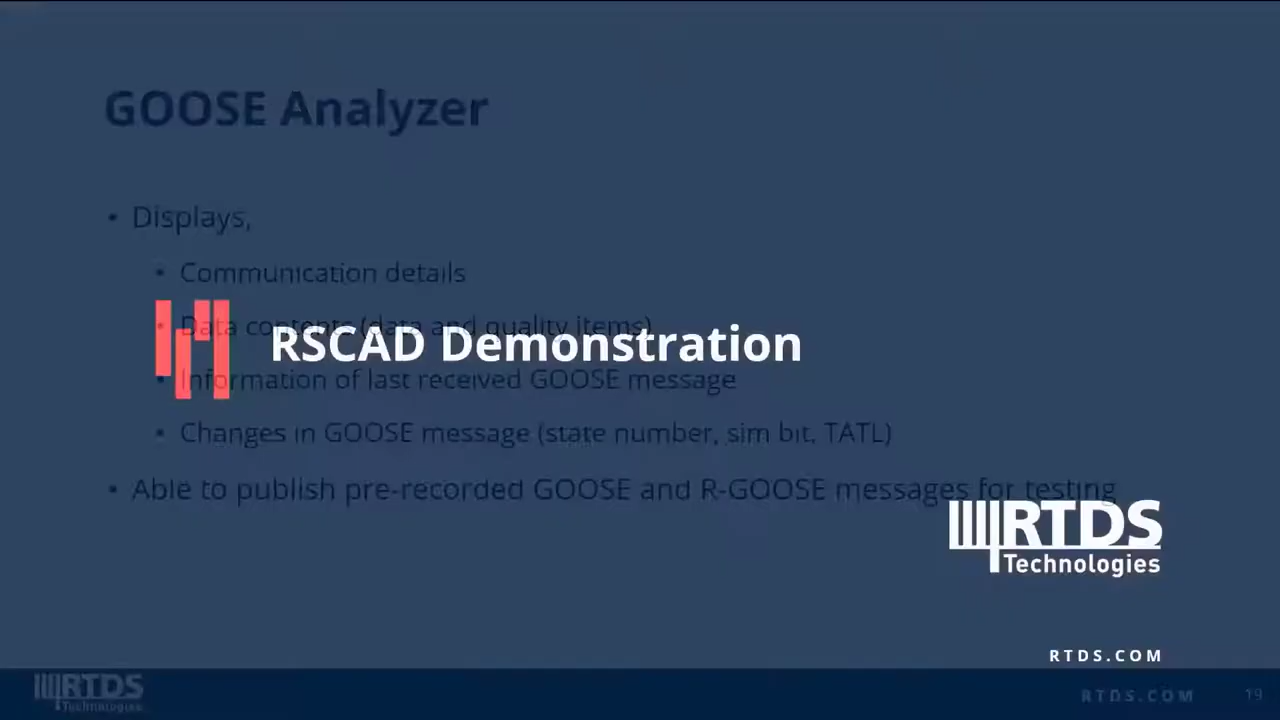 GOOSE Analyzer
• Displays,
• Communication details
• Data contents (data and quality items)
RSCAD Demonstration
• Information of last received GOOSE message
• Changes in GOOSE message (state number, sim bit, TATL)
• Able to publish pre-recorded GOOSE and R-GOOSE messages for testing
RTDS
Technologies
RTDS.COM
RTDS
Technologies
RTDS.COM
19